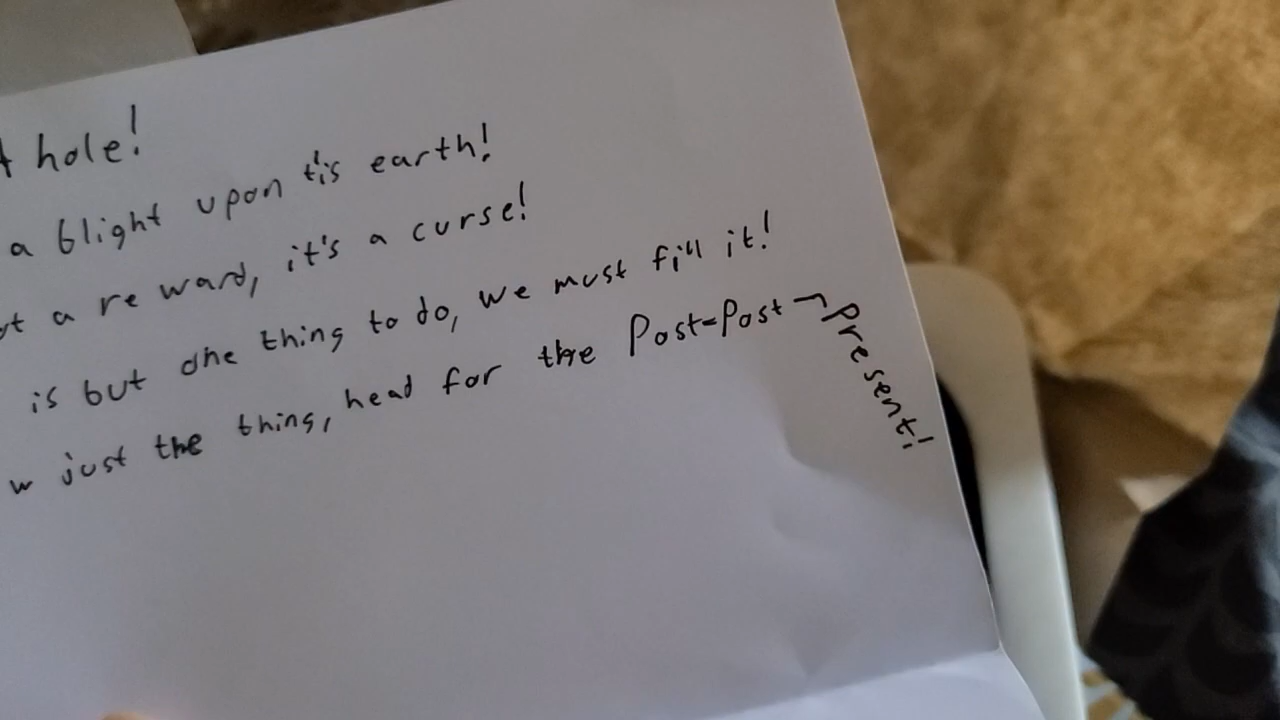 hole!
a blight upon t'is earth!
a reward, it's a curse!
is but one thing to do, we must fill it!
just the thing, head for the Post-Post-Present!